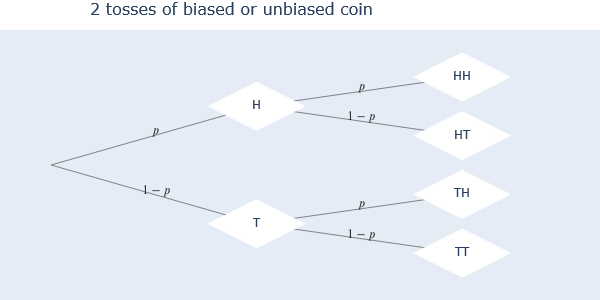 2 tosses of biased or unbiased coin
p
1 − p
H
T
p
1 − p
p
1 − p
HH
HT
TH
TT